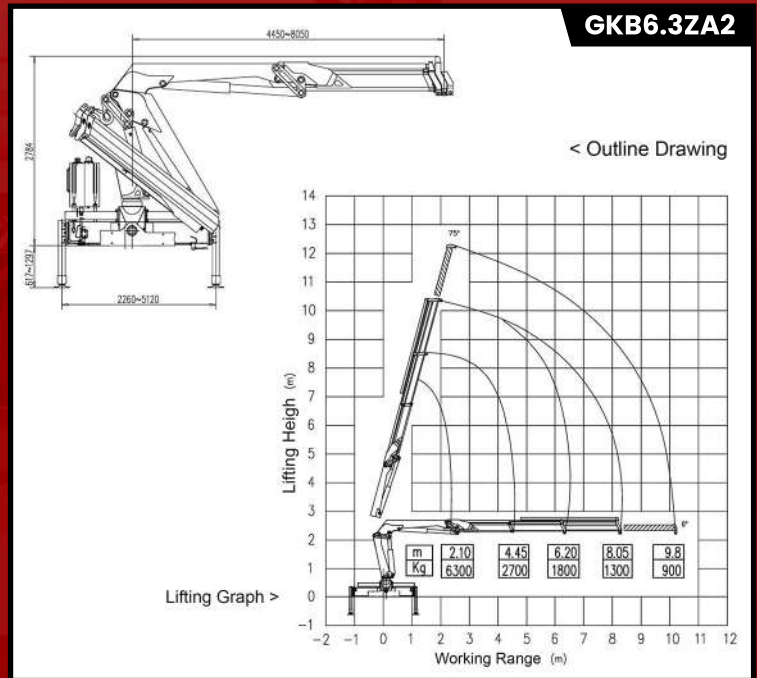 GKB6.3ZA2
4450~8050
2784
617~1297
2260~5120
< Outline Drawing
14
13
12
11
10
9
8
7
6
5
4
3
2
1
0
−1
Lifting Heigh (m)
75°
0°
m 2.10 4.45 6.20 8.05 9.8
Kg 6300 2700 1800 1300 900
Lifting Graph >
−2 −1 0 1 2 3 4 5 6 7 8 9 10 11 12
Working Range (m)